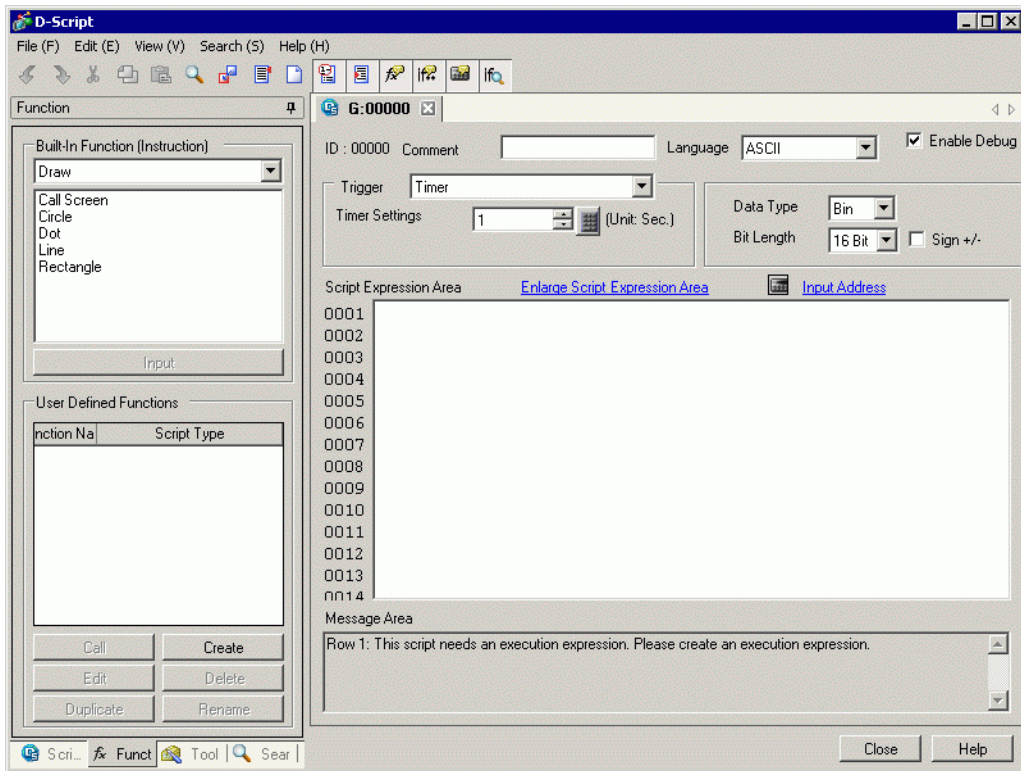 D-Script
File (F) Edit (E) View (V) Search (S) Help (H)
Function
G:00000
Built-In Function (Instruction)
Draw
Call Screen
Circle
Dot
Line
Rectangle
Input
User Defined Functions
nction Na Script Type
Call Create
Edit Delete
Duplicate Rename
Scri... fx Funct Tool Sear
ID : 00000 Comment Language ASCII Enable Debug
Trigger Timer
Timer Settings 1 (Unit: Sec.)
Data Type Bin
Bit Length 16 Bit Sign +/-
Script Expression Area Enlarge Script Expression Area Input Address
0001
0002
0003
0004
0005
0006
0007
0008
0009
0010
0011
0012
0013
0014
Message Area
Row 1: This script needs an execution expression. Please create an execution expression.
Close Help